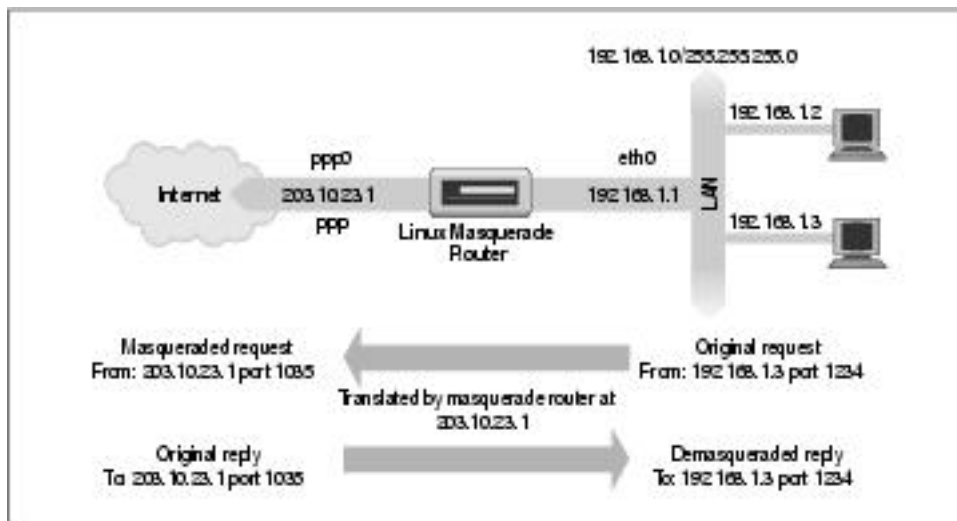 192.168.1.0/255.255.255.0
192.168.1.2
ppp0
eth0
Internet
203.10.23.1
192.168.1.1
LAN
PPP
Linux Masquerade
Router
192.168.1.3
Masqueraded request
From: 203.10.23.1 port 1035
Original request
From: 192.168.1.3 port 1234
Translated by masquerade router at
203.10.23.1
Original reply
To: 203.10.23.1 port 1035
Demasqueraded reply
To: 192.168.1.3 port 1234